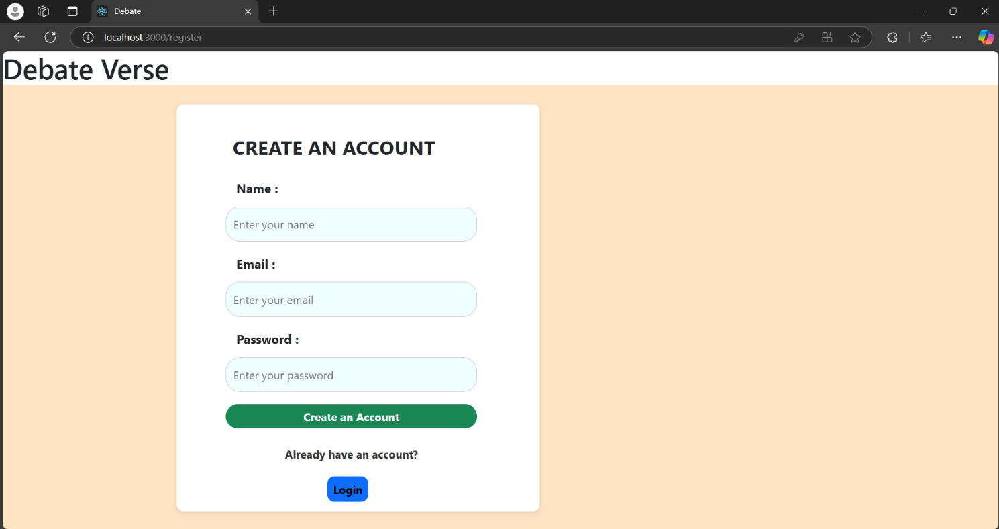 Debate
localhost:3000/register
Debate Verse
CREATE AN ACCOUNT
Name :
Enter your name
Email :
Enter your email
Password :
Enter your password
Create an Account
Already have an account?
Login